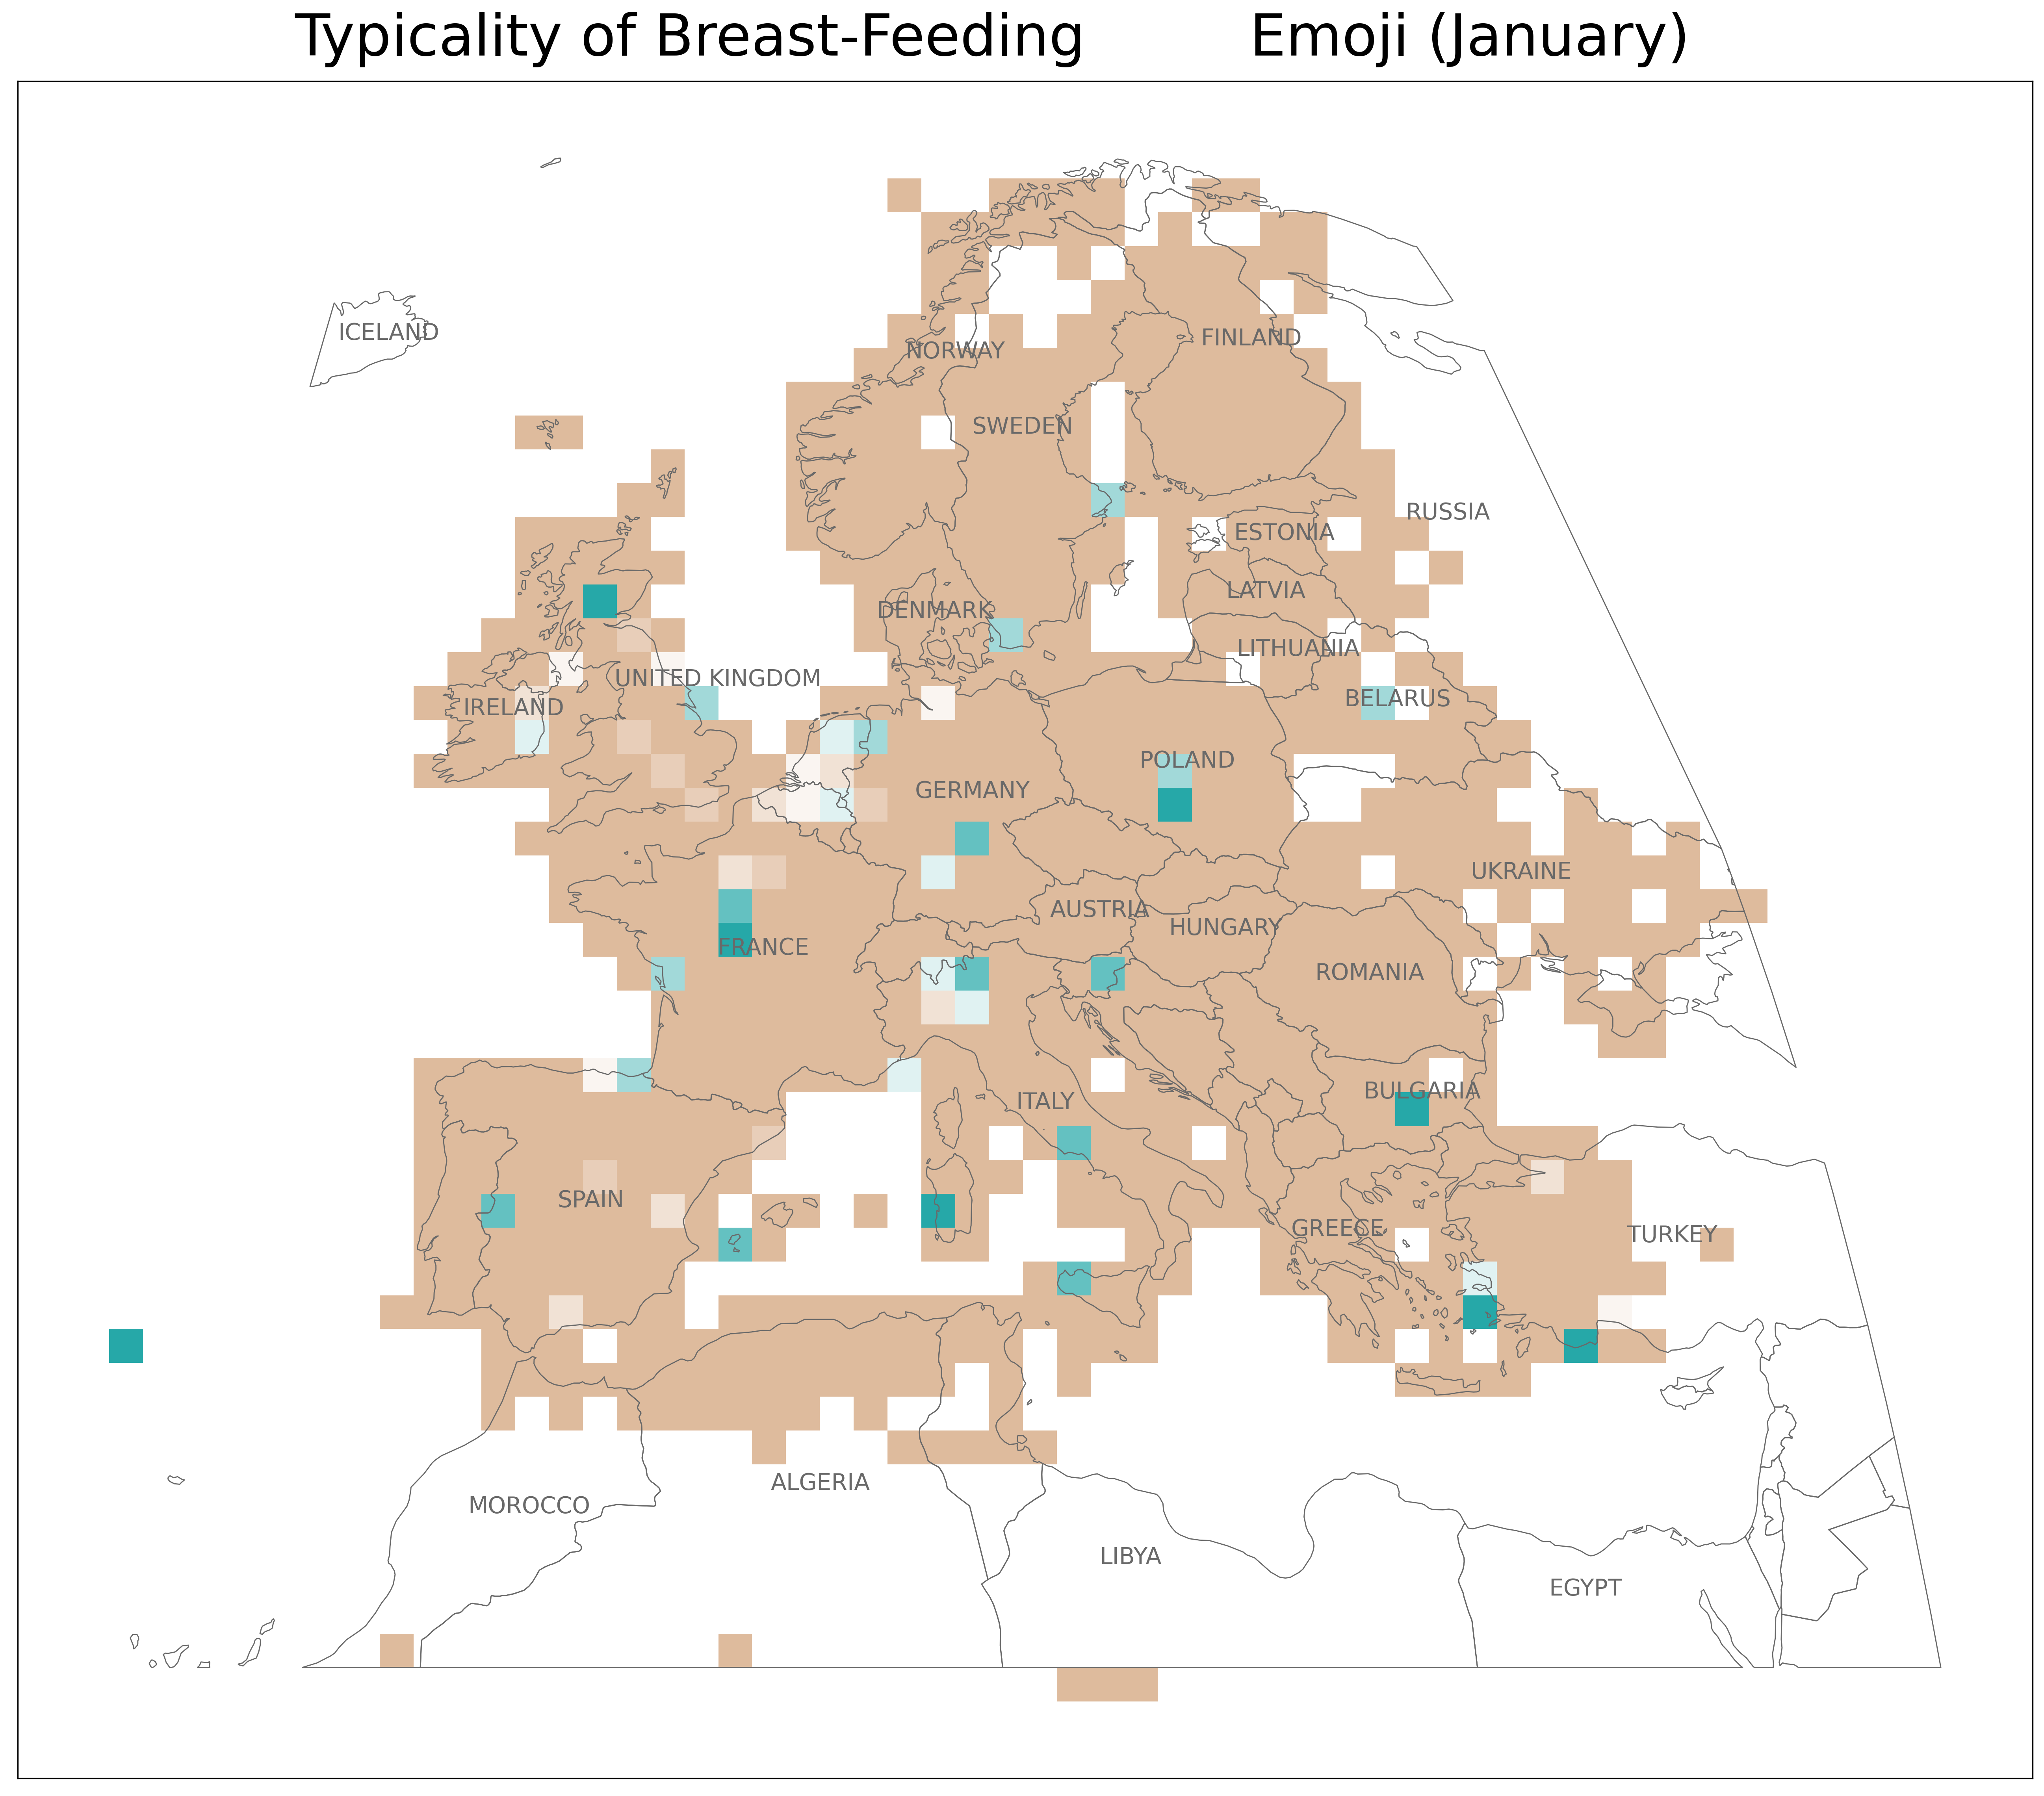 Typicality of Breast-Feeding Emoji (January)
ICELAND
NORWAY
FINLAND
SWEDEN
RUSSIA
ESTONIA
LATVIA
DENMARK
LITHUANIA
UNITED KINGDOM
IRELAND
BELARUS
POLAND
GERMANY
UKRAINE
AUSTRIA
HUNGARY
FRANCE
ROMANIA
BULGARIA
ITALY
SPAIN
GREECE
TURKEY
ALGERIA
MOROCCO
LIBYA
EGYPT